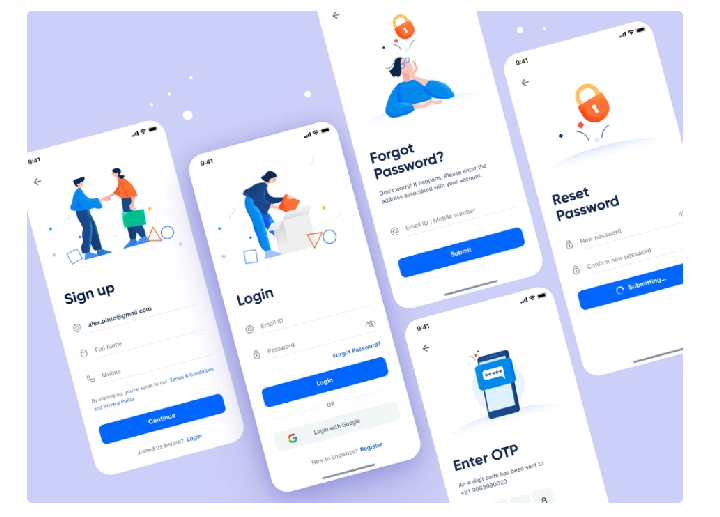 9:41
Sign up
alex.pinto@gmail.com
Full name
Mobile
By signing up, you're agree to our Terms & Conditions
and Privacy Policy
Continue
Joined us before? Login
9:41
Login
Email ID
Password
Forgot Password?
Login
OR
Login with Google
New to Logistics? Register
Forgot
Password?
Don't worry! It happens. Please enter the
address associated with your account.
Email ID / Mobile number
Submit
9:41
Enter OTP
An 4 digit code has been sent to
8
9:41
Reset
Password
New password
Confirm new password
Submitting...